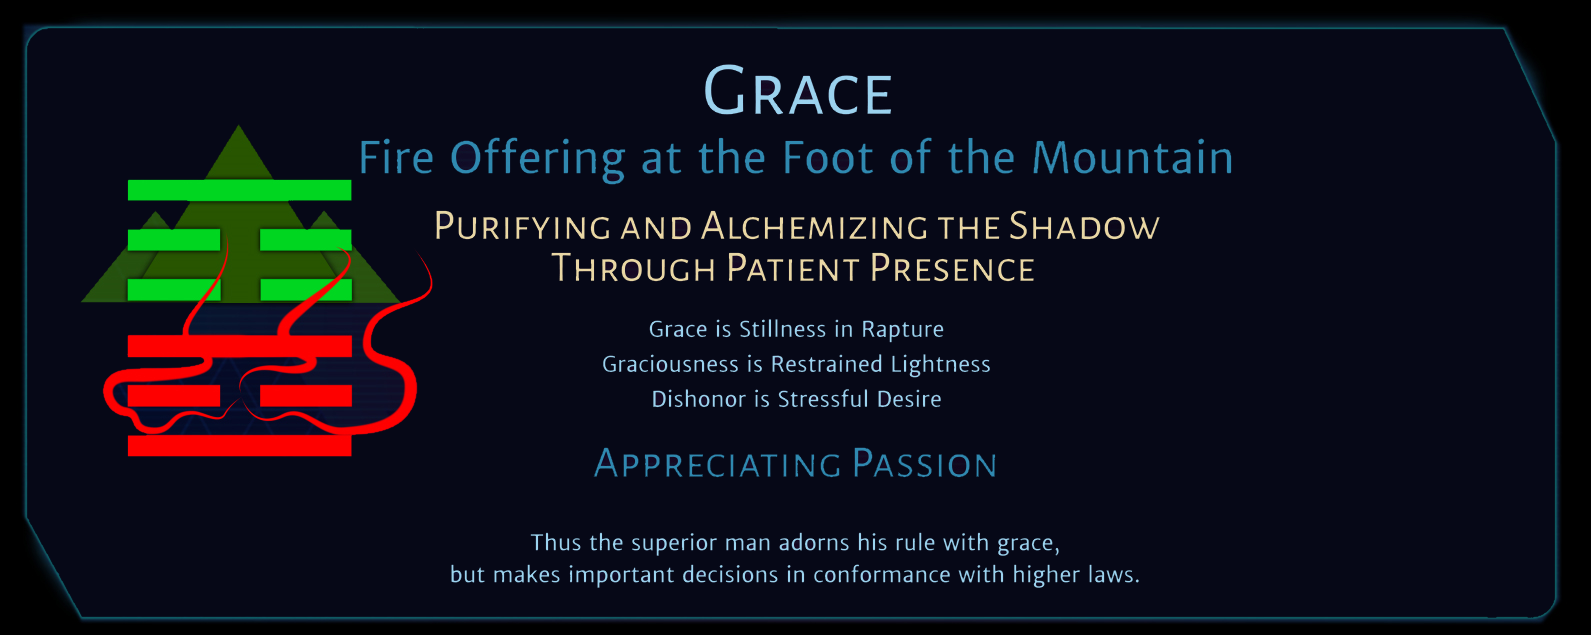 Grace
Fire Offering at the Foot of the Mountain
Purifying and Alchemizing the Shadow
Through Patient Presence
Grace is Stillness in Rapture
Graciousness is Restrained Lightness
Dishonor is Stressful Desire
Appreciating Passion
Thus the superior man adorns his rule with grace,
but makes important decisions in conformance with higher laws.